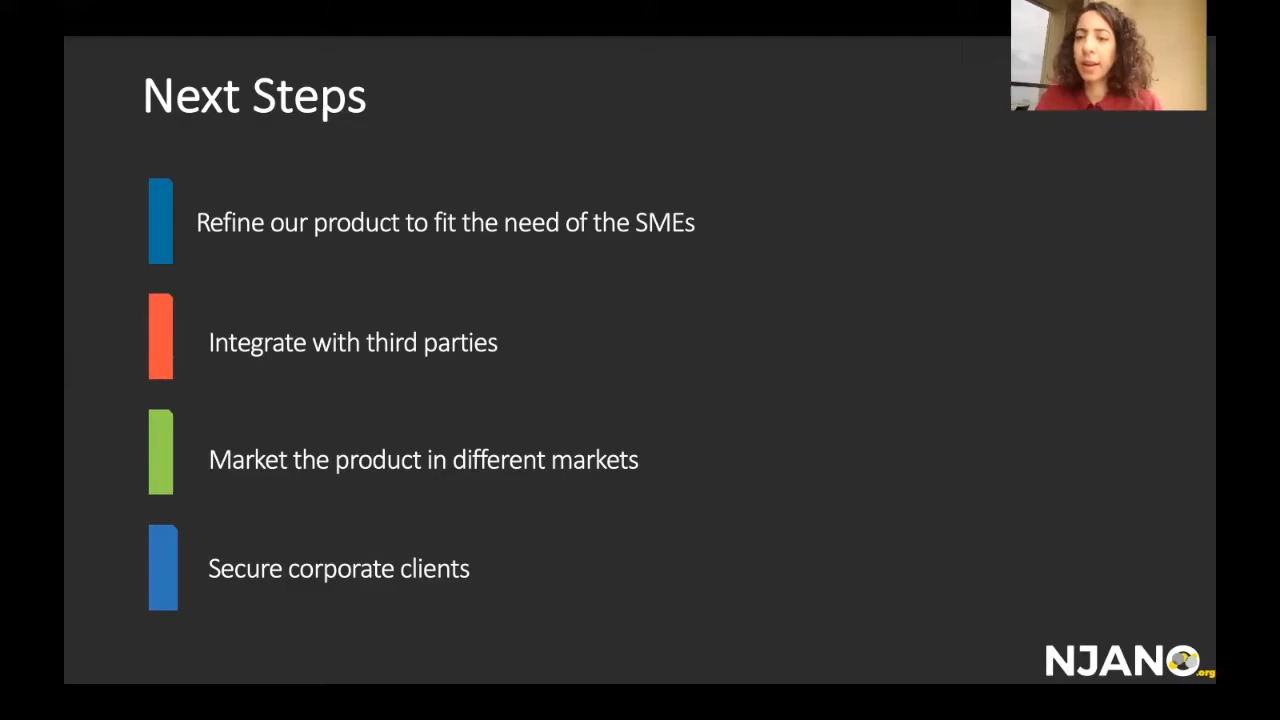 Next Steps
Refine our product to fit the need of the SMEs
Integrate with third parties
Market the product in different markets
Secure corporate clients
NJANO.org